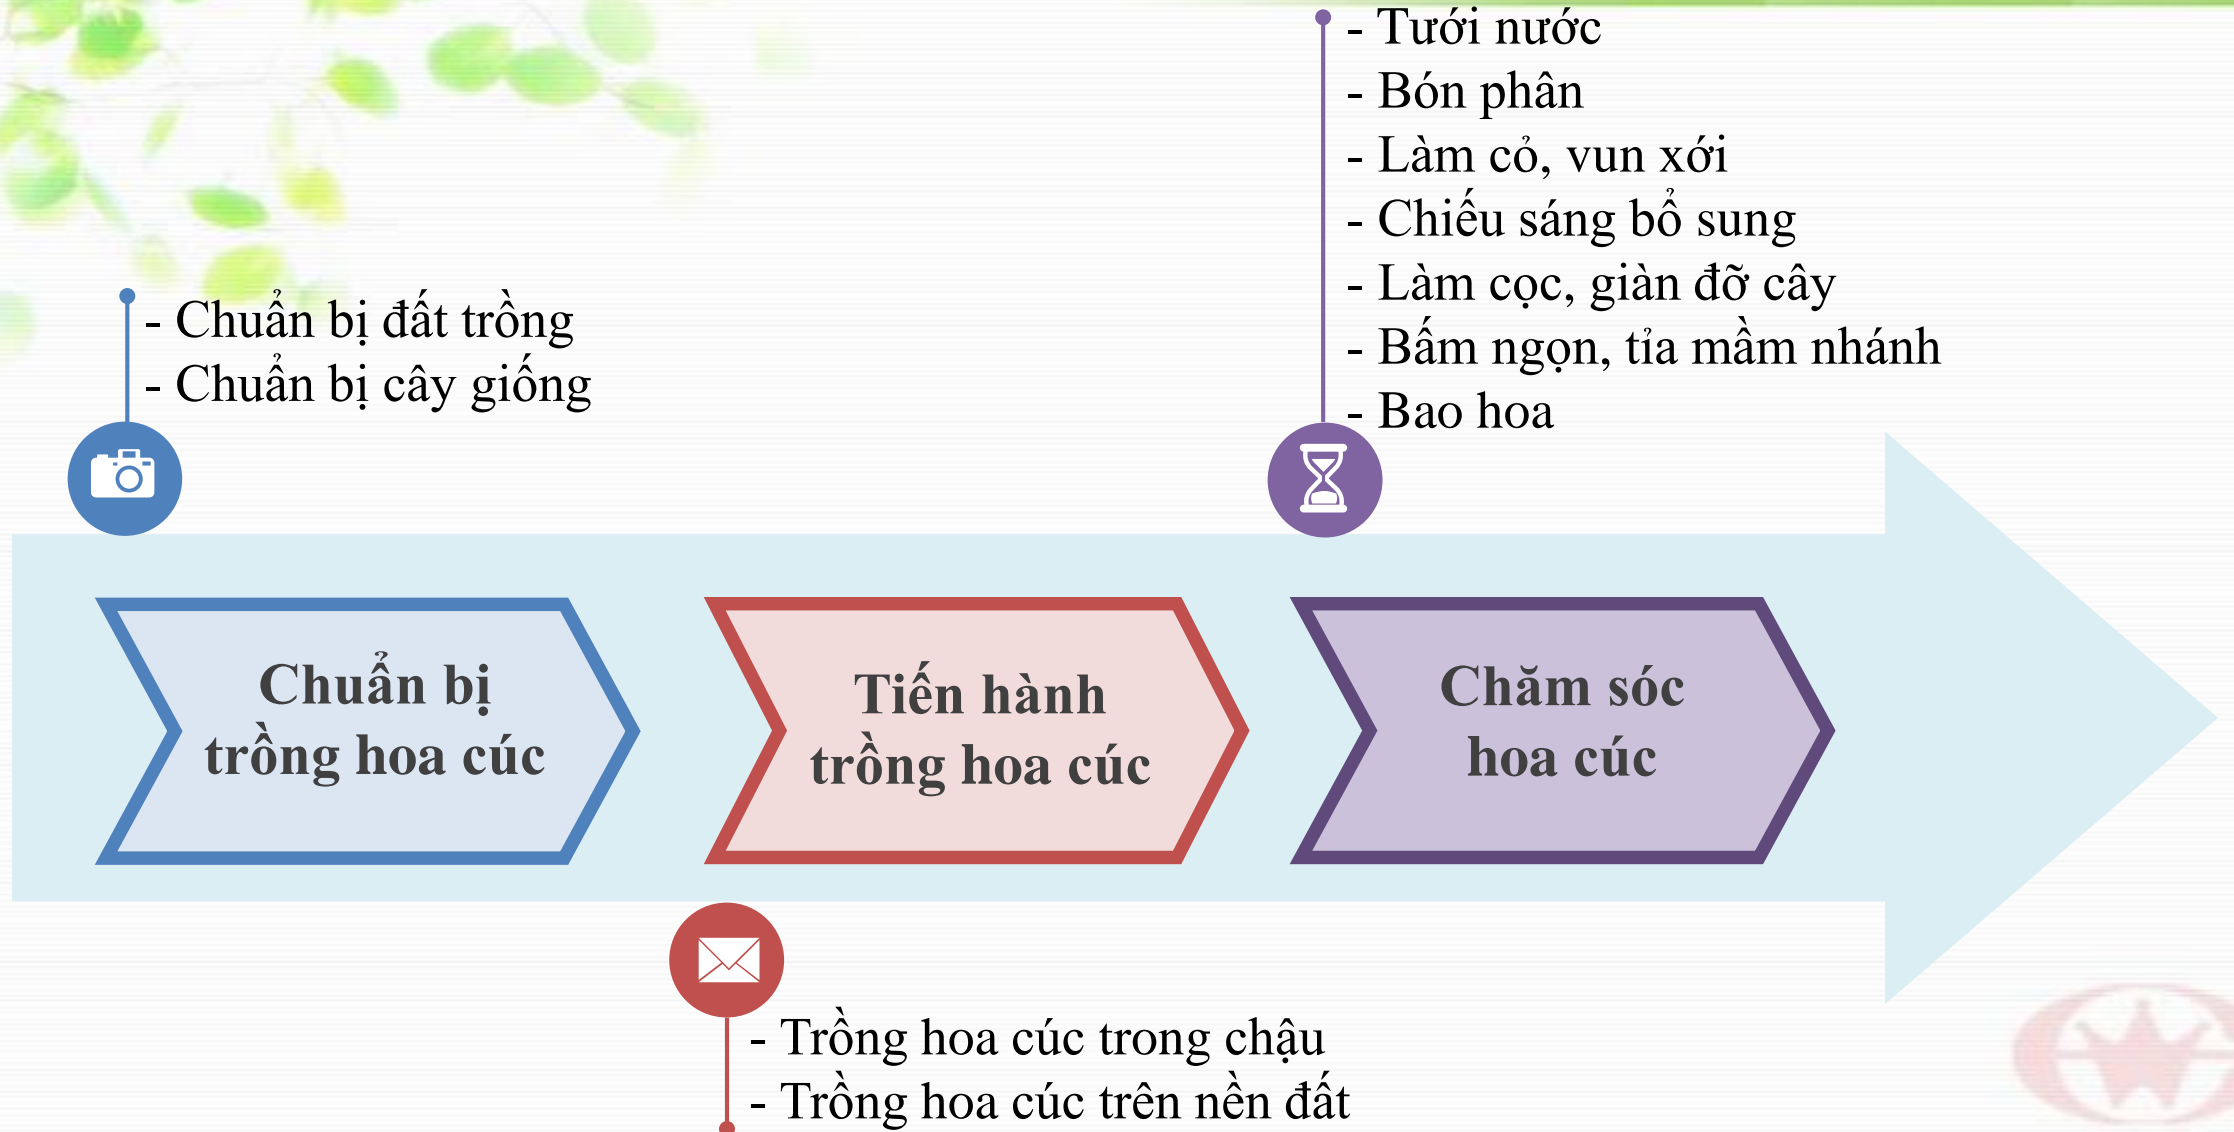 - Tưới nước
- Bón phân
- Làm cỏ, vun xới
- Chiếu sáng bổ sung
- Làm cọc, giàn đỡ cây
- Bấm ngọn, tỉa mầm nhánh
- Bao hoa
- Chuẩn bị đất trồng
- Chuẩn bị cây giống
Chuẩn bị
trồng hoa cúc
Tiến hành
trồng hoa cúc
Chăm sóc
hoa cúc
- Trồng hoa cúc trong chậu
- Trồng hoa cúc trên nền đất